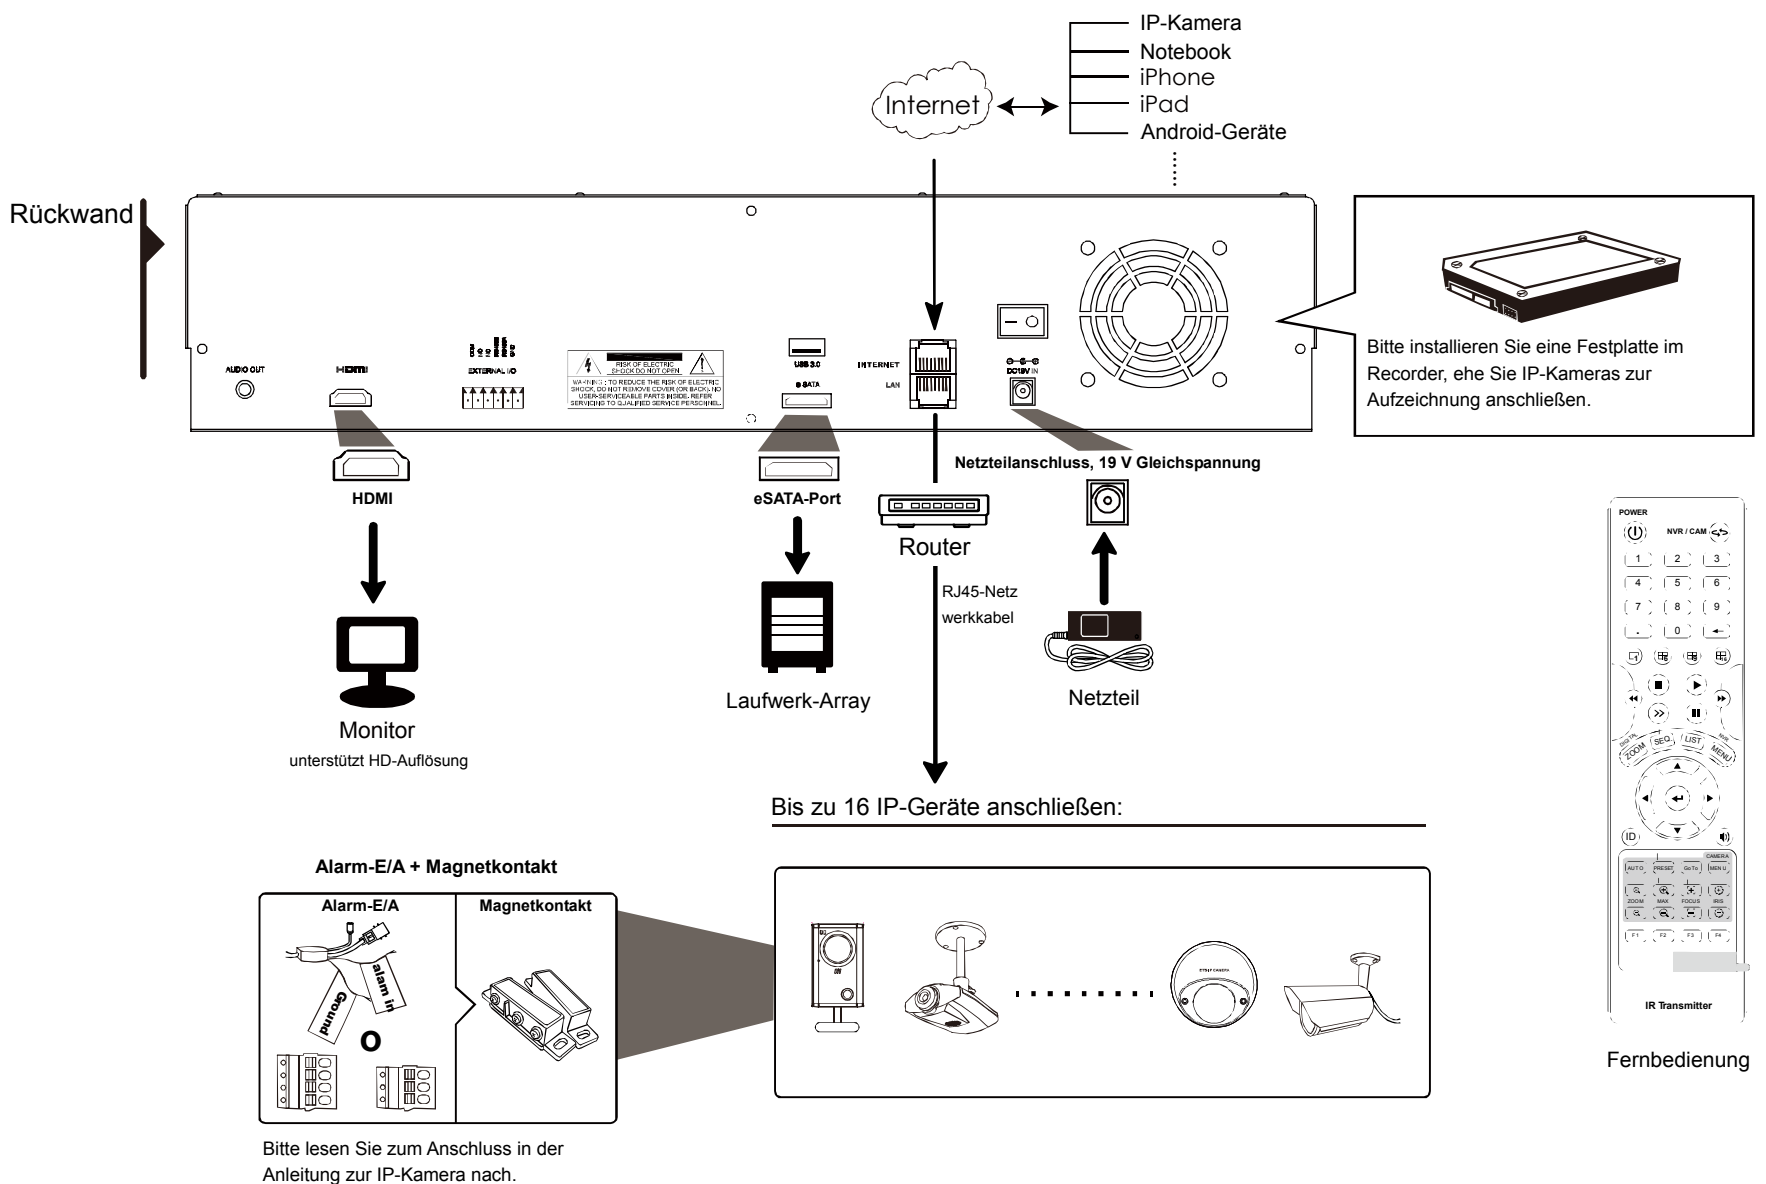 IP-Kamera
Notebook
iPhone
iPad
Android-Geräte
Internet
Rückwand
AUDIO OUT
HDMI
COM
I/O
I/O
EXTERNAL I/O
RISK OF ELECTRIC
SHOCK DO NOT OPEN
WARNING : TO REDUCE THE RISK OF ELECTRIC
SHOCK, DO NOT REMOVE COVER (OR BACK). NO
USER-SERVICEABLE PARTS INSIDE. REFER
SERVICING TO QUALIFIED SERVICE PERSONNEL.
USB 3.0
e-SATA
INTERNET
LAN
DC19V IN
Bitte installieren Sie eine Festplatte im
Recorder, ehe Sie IP-Kameras zur
Aufzeichnung anschließen.
HDMI
eSATA-Port
Netzteilanschluss, 19 V Gleichspannung
Router
RJ45-Netz
werkkabel
Monitor
unterstützt HD-Auflösung
Laufwerk-Array
Netzteil
Bis zu 16 IP-Geräte anschließen:
Alarm-E/A + Magnetkontakt
Alarm-E/A
Magnetkontakt
alam in
Ground
O
Bitte lesen Sie zum Anschluss in der
Anleitung zur IP-Kamera nach.
POWER
NVR / CAM
1 2 3
4 5 6
7 8 9
. 0
DIGITAL
NVR
ZOOM SEQ LIST MENU
ID
CAMERA
AUTO PRESET GoTo MENU
ZOOM MAX FOCUS IRIS
F1 F2 F3 F4
IR Transmitter
Fernbedienung